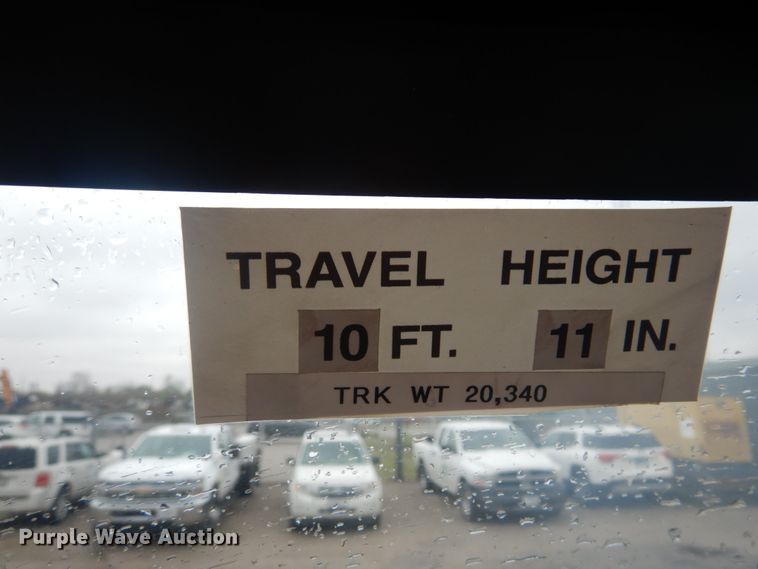 TRAVEL HEIGHT
10 FT. 11 IN.
TRK WT 20,340
Purple Wave Auction